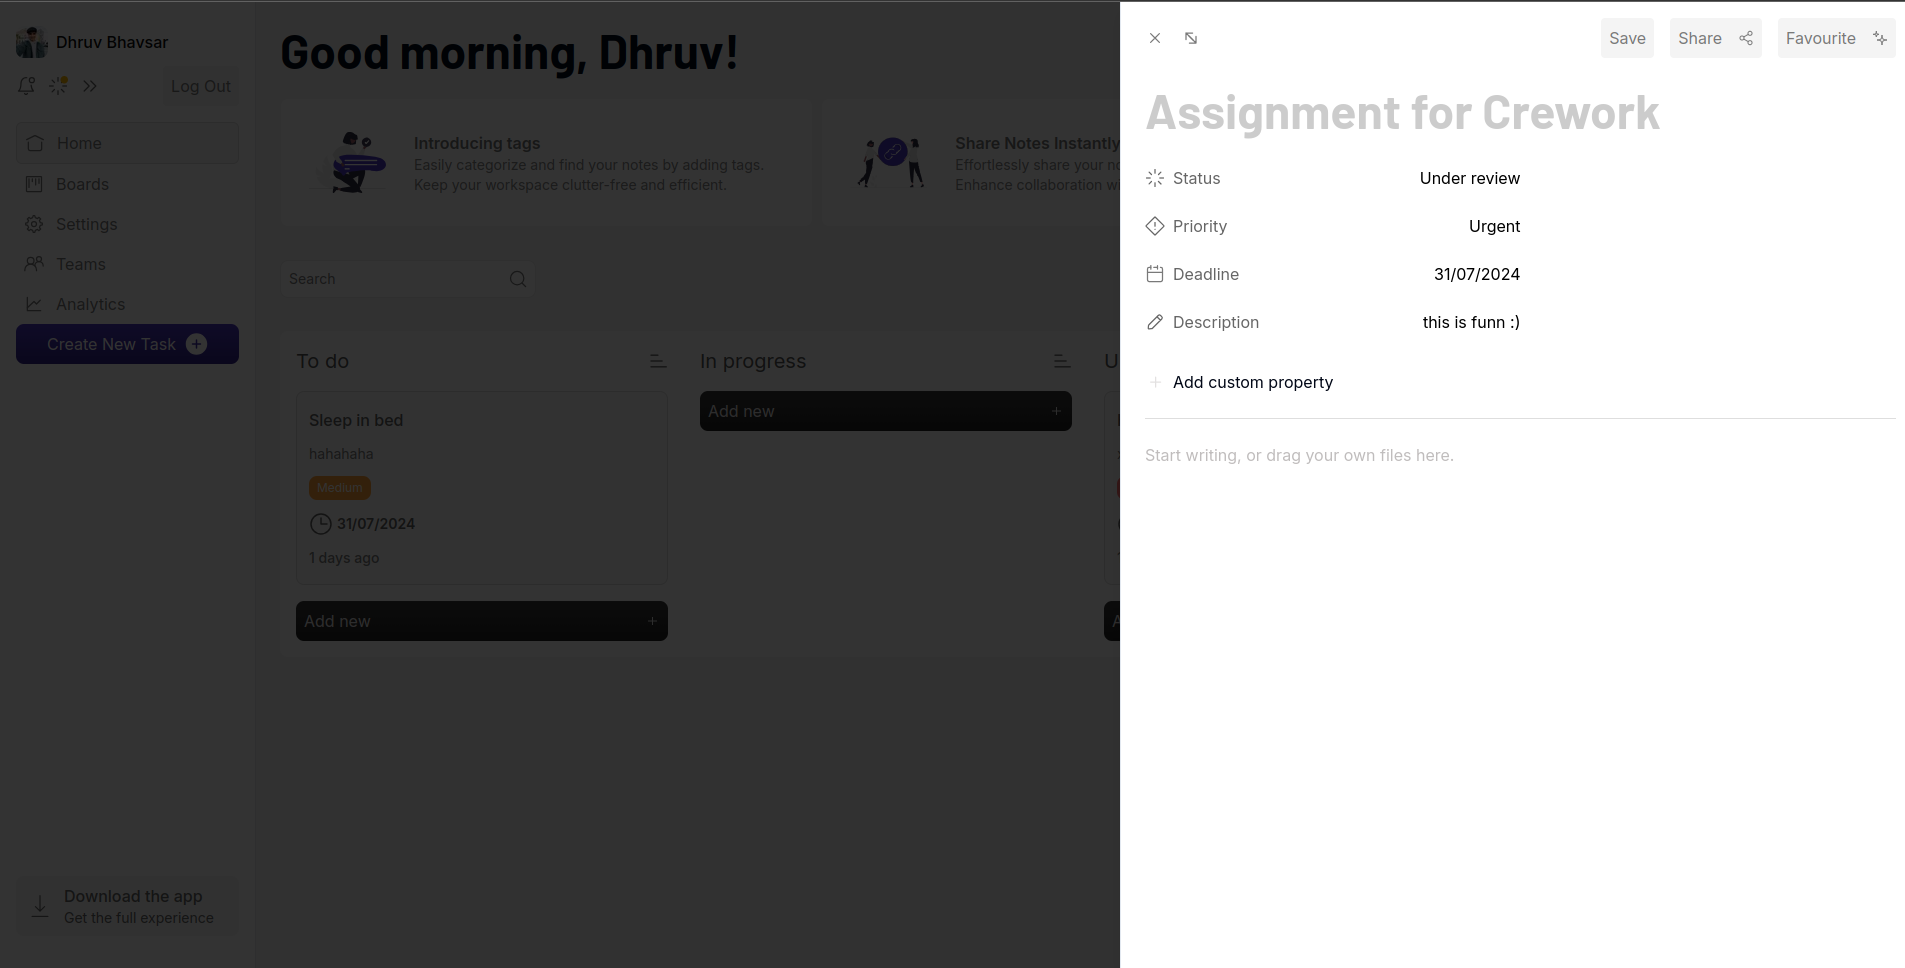 Dhruv Bhavsar
Log Out
Home
Boards
Settings
Teams
Analytics
Create New Task
Download the app
Get the full experience
Good morning, Dhruv!
Introducing tags
Easily categorize and find your notes by adding tags.
Keep your workspace clutter-free and efficient.
Share Notes Instantly
Effortlessly share your
Enhance collaboration
Search
To do
Sleep in bed
hahahaha
Medium
31/07/2024
1 days ago
Add new
In progress
Add new
Save
Share
Favourite
Assignment for Crework
Status
Under review
Priority
Urgent
Deadline
31/07/2024
Description
this is funn :)
Add custom property
Start writing, or drag your own files here.